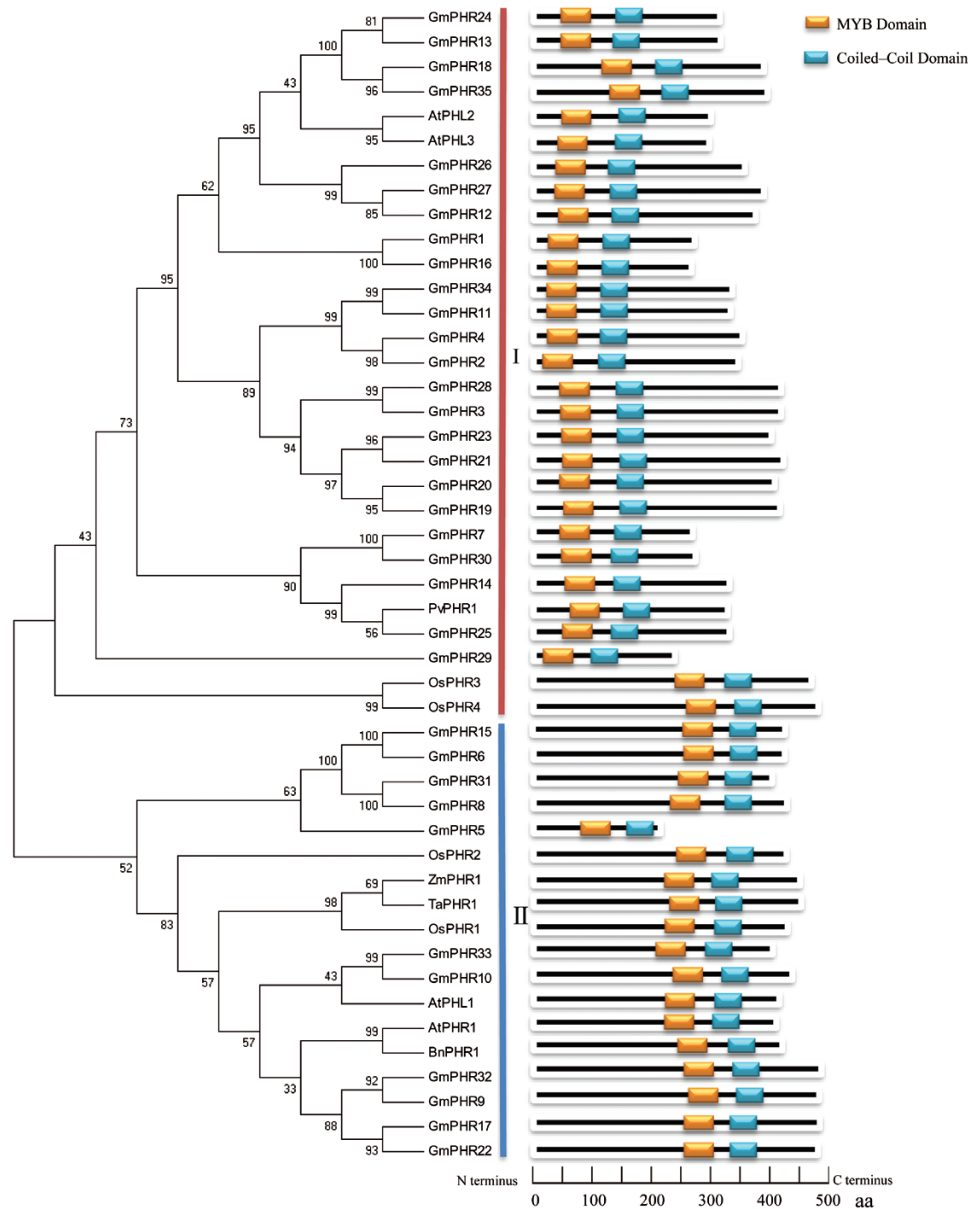 MYB Domain
Coiled–Coil Domain
GmPHR24
GmPHR13
GmPHR18
GmPHR35
AtPHL2
AtPHL3
GmPHR26
GmPHR27
GmPHR12
GmPHR1
GmPHR16
GmPHR34
GmPHR11
GmPHR4
GmPHR2
GmPHR28
GmPHR3
GmPHR23
GmPHR21
GmPHR20
GmPHR19
GmPHR7
GmPHR30
GmPHR14
PvPHR1
GmPHR25
GmPHR29
OsPHR3
OsPHR4
GmPHR15
GmPHR6
GmPHR31
GmPHR8
GmPHR5
OsPHR2
ZmPHR1
TaPHR1
OsPHR1
GmPHR33
GmPHR10
AtPHL1
AtPHR1
BnPHR1
GmPHR32
GmPHR9
GmPHR17
GmPHR22
81
100
43
96
95
95
99
85
62
100
95
99
99
98
89
99
94
96
97
95
73
100
90
99
56
43
99
100
100
63
100
52
69
98
83
57
99
43
57
99
33
92
88
93
I
II
N terminus
C terminus
0 100 200 300 400 500 aa